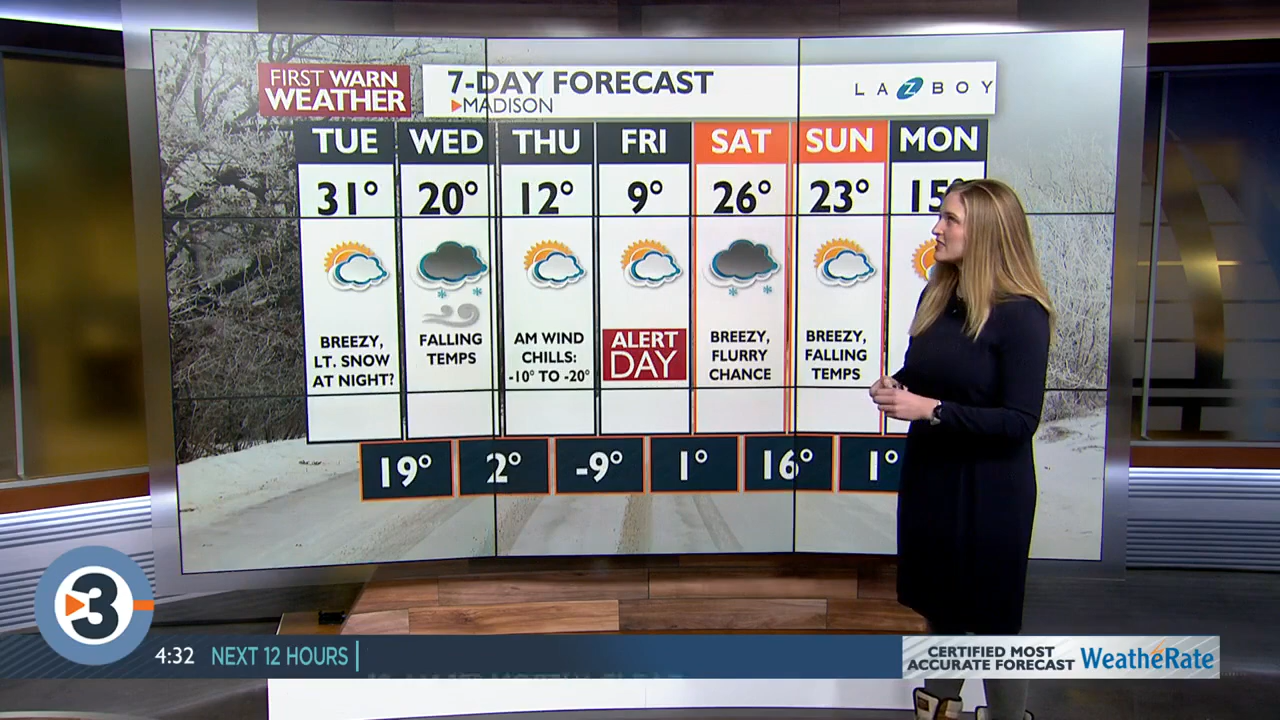 FIRST WARN
WEATHER
7-DAY FORECAST
MADISON
LA Z BOY
TUE
WED
THU
FRI
SAT
SUN
MON
31°
20°
12°
9°
26°
23°
15°
BREEZY,
LT. SNOW
AT NIGHT?
FALLING
TEMPS
AM WIND
CHILLS:
-10° TO -20°
ALERT
DAY
BREEZY,
FLURRY
CHANCE
BREEZY,
FALLING
TEMPS
19°
2°
-9°
1°
16°
1°
3
4:32
NEXT 12 HOURS
CERTIFIED MOST
ACCURATE FORECAST
WeatheRate